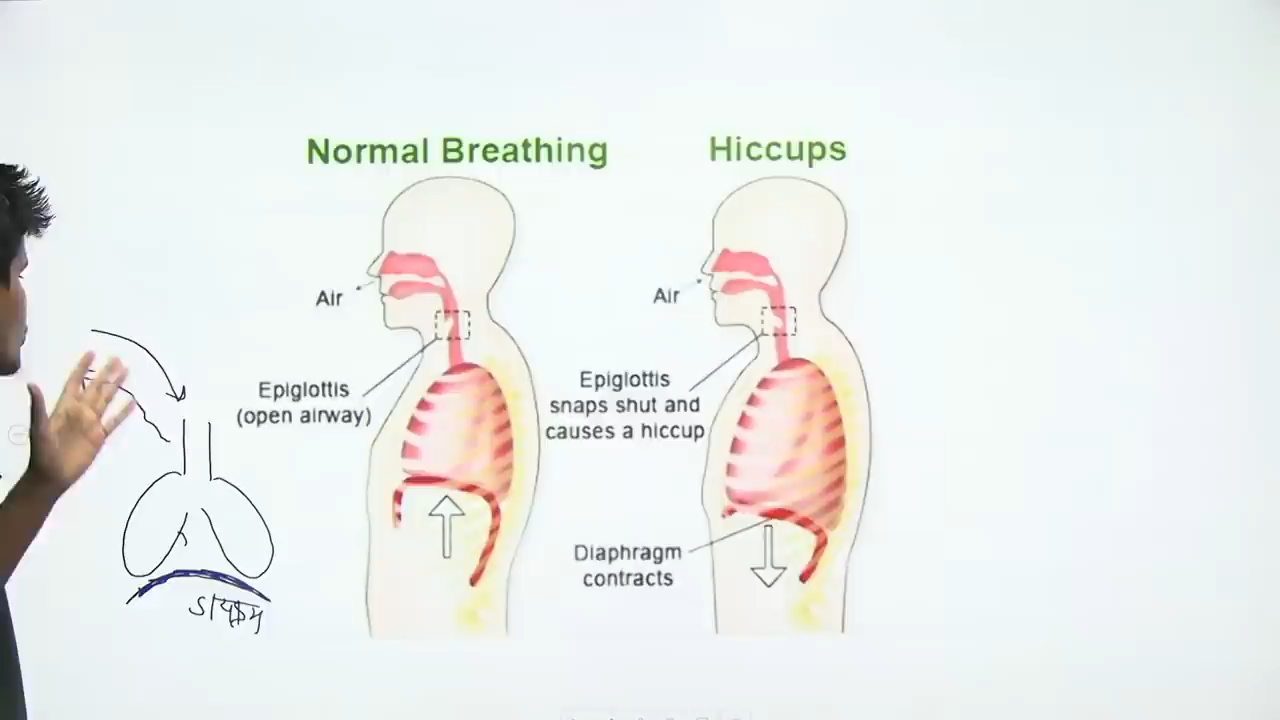 Normal Breathing
Hiccups
Air
Air
Epiglottis
(open airway)
Epiglottis
snaps shut and
causes a hiccup
Diaphragm
contracts